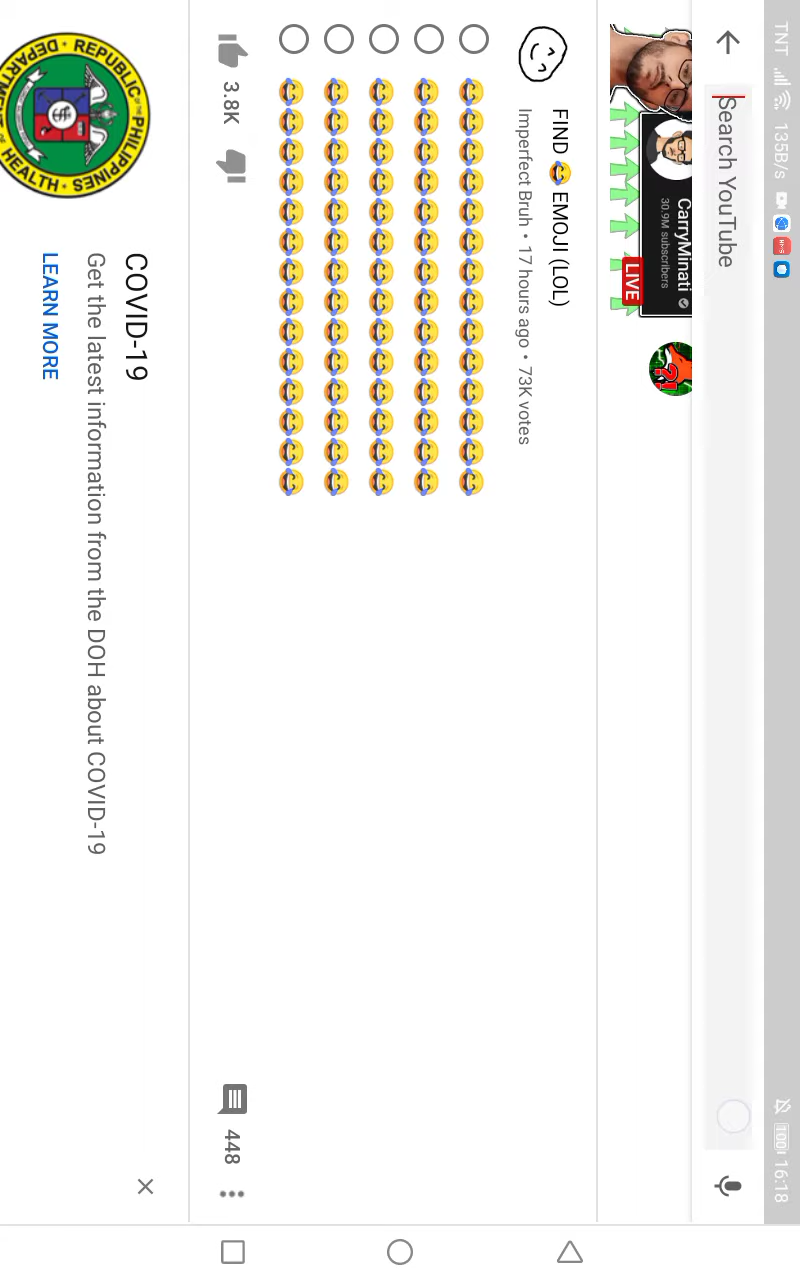 TNT 135B/s 100 16:18
Search YouTube
CarryMinati
30.9M subscribers
LIVE
!?
FIND 😂 EMOJI (LOL)
Imperfect Bruh • 17 hours ago • 73K votes
😂😂😂😂😂😂😂😂😂😂😂😂😂😂
😂😂😂😂😂😂😂😂😂😂😂😂😂😂
😂😂😂😂😂😂😂😂😂😂😂😂😂😂
😂😂😂😂😂😂😂😂😂😂😂😂😂😂
😂😂😂😂😂😂😂😂😂😂😂😂😂😂
3.8K 448
REPUBLIC OF THE PHILIPPINES
DEPARTMENT OF HEALTH
COVID-19
Get the latest information from the DOH about COVID-19
LEARN MORE